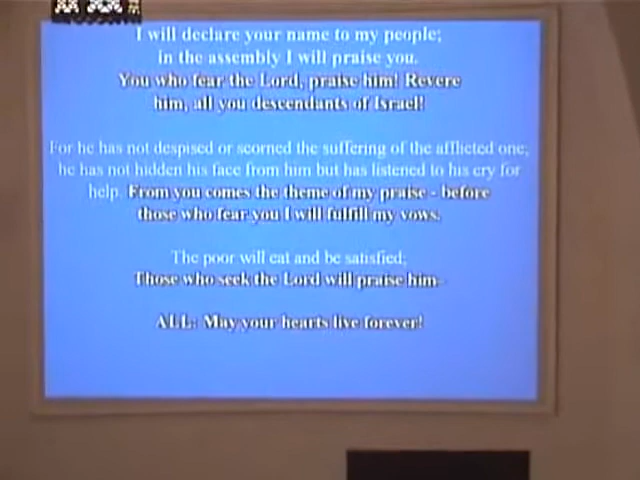 I will declare your name to my people;
in the assembly I will praise you.
You who fear the Lord, praise him! Revere
him, all you descendants of Israel!
For he has not despised or scorned the suffering of the afflicted one;
he has not hidden his face from him but has listened to his cry for
help. From you comes the theme of my praise - before
those who fear you I will fulfill my vows.
The poor will eat and be satisfied;
Those who seek the Lord will praise him-
ALL: May your hearts live forever!